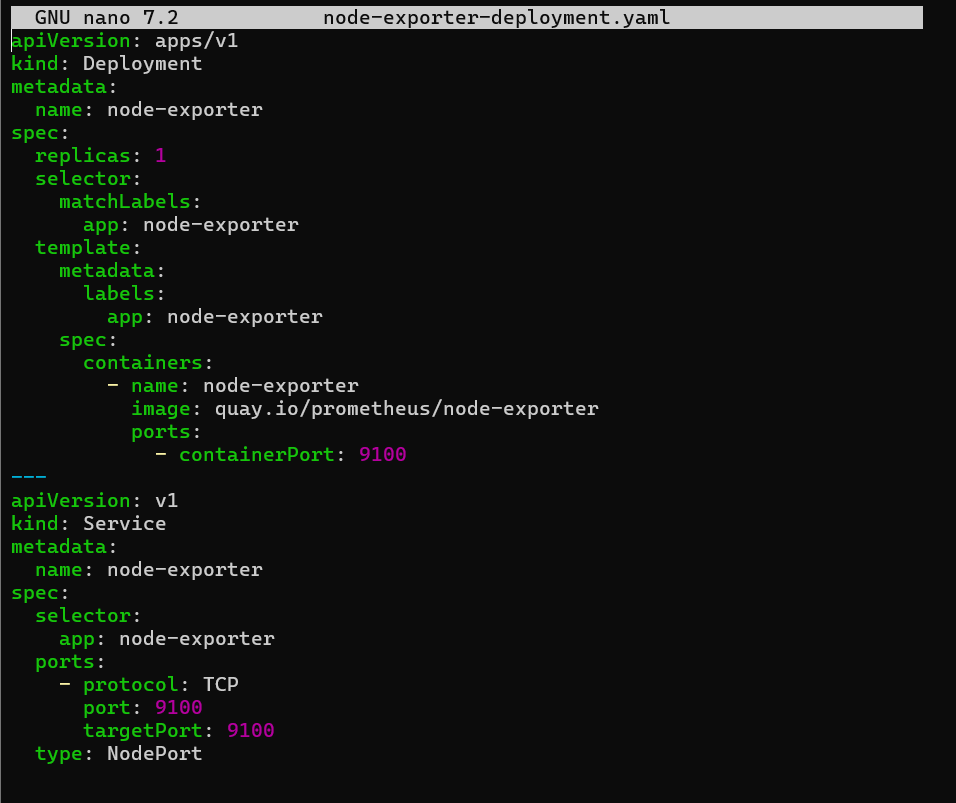 GNU nano 7.2 node-exporter-deployment.yaml
apiVersion: apps/v1
kind: Deployment
metadata:
  name: node-exporter
spec:
  replicas: 1
  selector:
    matchLabels:
      app: node-exporter
  template:
    metadata:
      labels:
        app: node-exporter
    spec:
      containers:
        - name: node-exporter
          image: quay.io/prometheus/node-exporter
          ports:
            - containerPort: 9100
---
apiVersion: v1
kind: Service
metadata:
  name: node-exporter
spec:
  selector:
    app: node-exporter
  ports:
    - protocol: TCP
      port: 9100
      targetPort: 9100
  type: NodePort